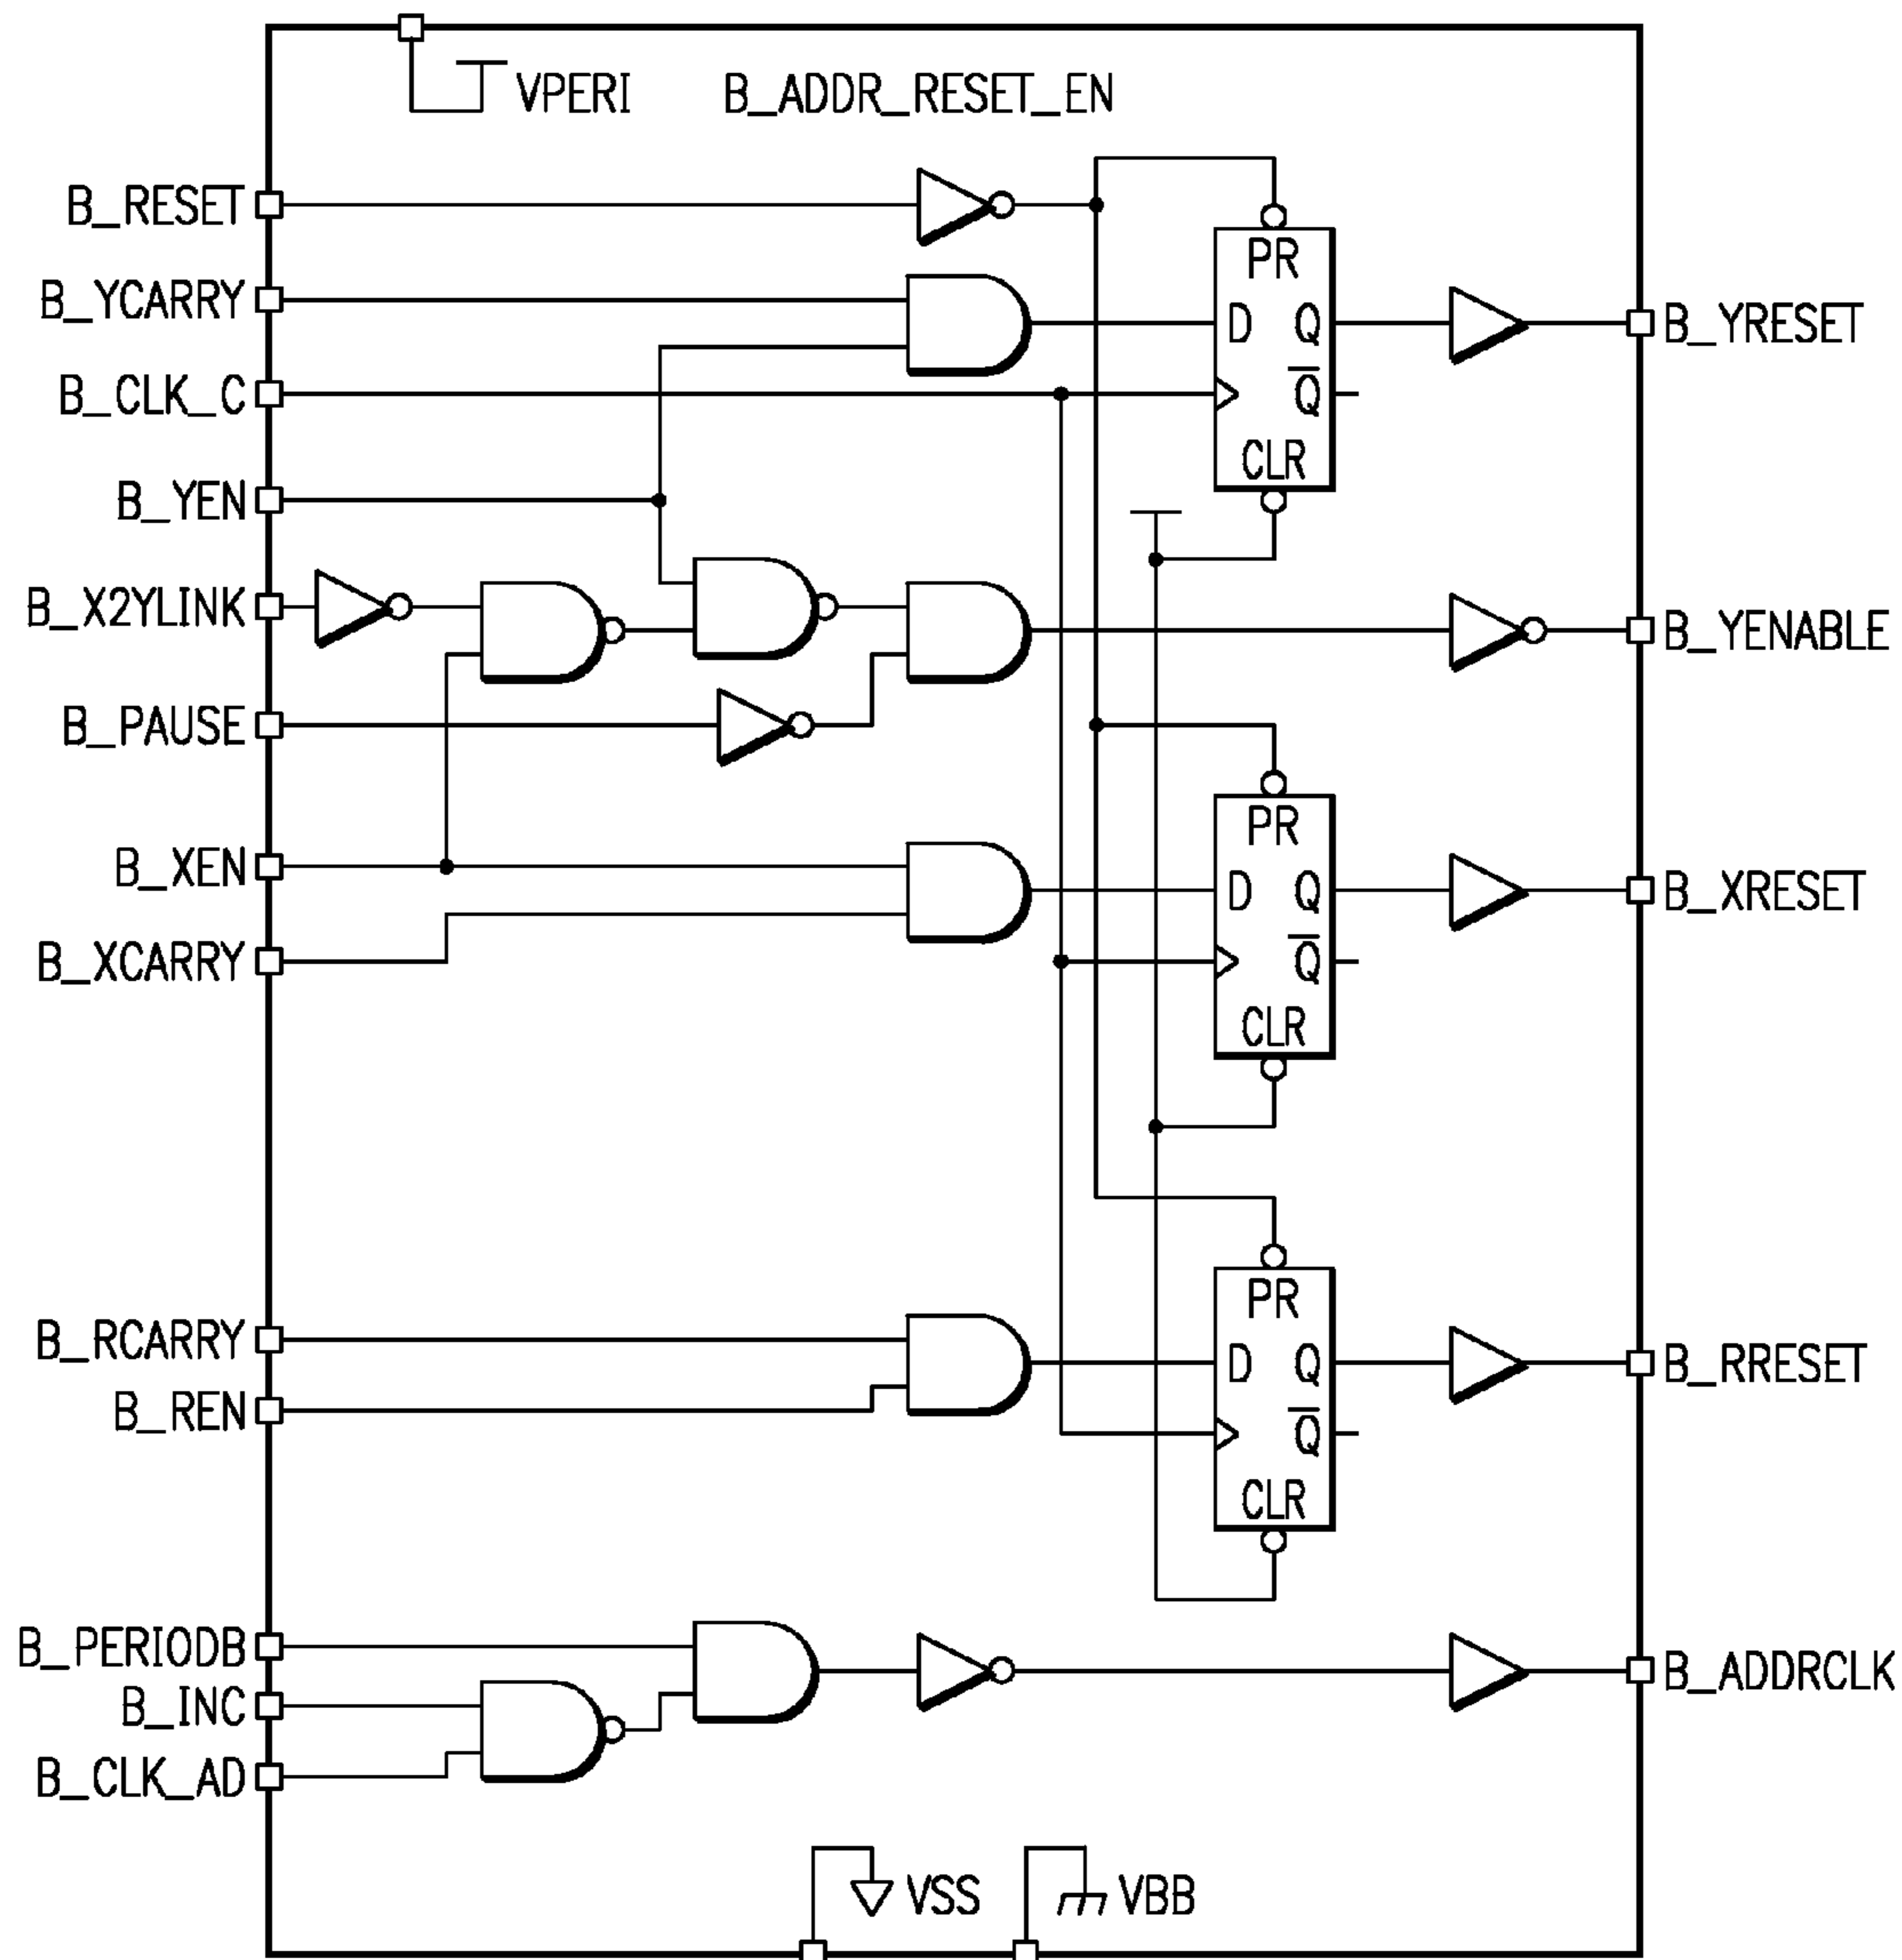 VPERI
B_ADDR_RESET_EN
B_RESET
PR
B_YCARRY
D
Q
B_YRESET
B_CLK_C
Q̅
CLR
B_YEN
B_X2YLINK
B_YENABLE
B_PAUSE
PR
B_XEN
D
Q
B_XRESET
B_XCARRY
Q̅
CLR
PR
B_RCARRY
D
Q
B_RRESET
B_REN
Q̅
CLR
B_PERIODB
B_ADDRCLK
B_INC
B_CLK_AD
VSS
VBB